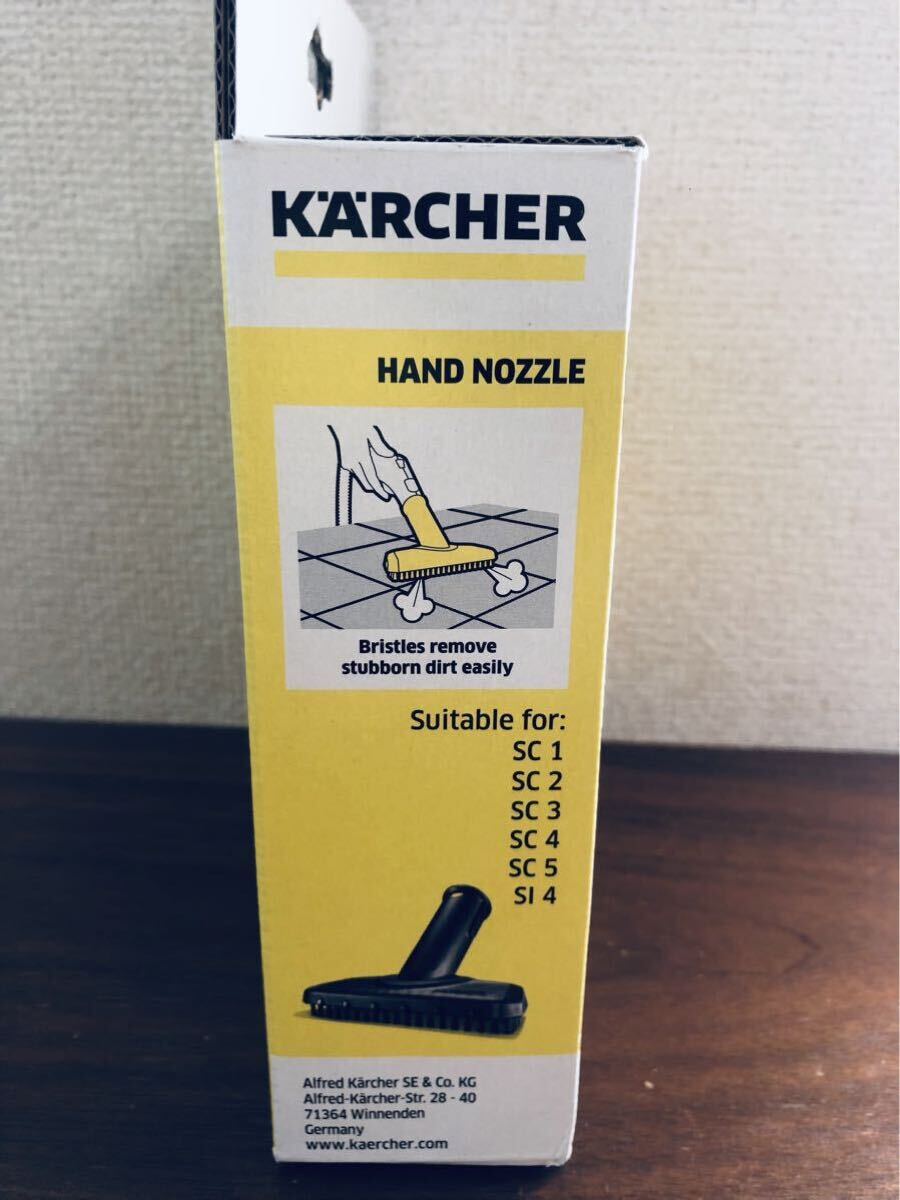 KÄRCHER
HAND NOZZLE
Bristles remove
stubborn dirt easily
Suitable for:
SC 1
SC 2
SC 3
SC 4
SC 5
SI 4
Alfred Kärcher SE & Co. KG
Alfred-Kärcher-Str. 28 - 40
71364 Winnenden
Germany
www.kaercher.com